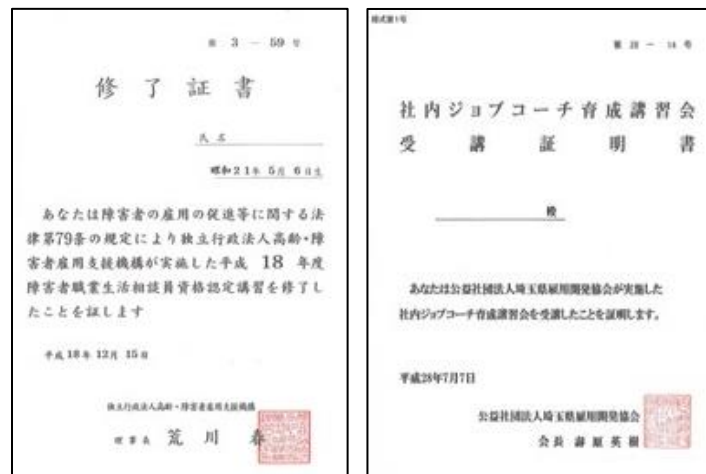 第 3 － 59 号
修了証書
氏名
昭和21年 5月 6日生
あなたは障害者の雇用の促進等に関する法
律第79条の規定により独立行政法人高齢・障
害者雇用支援機構が実施した平成 18 年度
障害者職業生活相談員資格認定講習を修了し
たことを証します
平成18年12月15日
独立行政法人高齢・障害者雇用支援機構
理事長 荒川 春
様式第1号
第 28 － 14 号
社内ジョブコーチ育成講習会
受講証明書
殿
あなたは公益社団法人埼玉県雇用開発協会が実施した
社内ジョブコーチ育成講習会を受講したことを証明します。
平成28年7月7日
公益社団法人埼玉県雇用開発協会
会長 壽原英樹